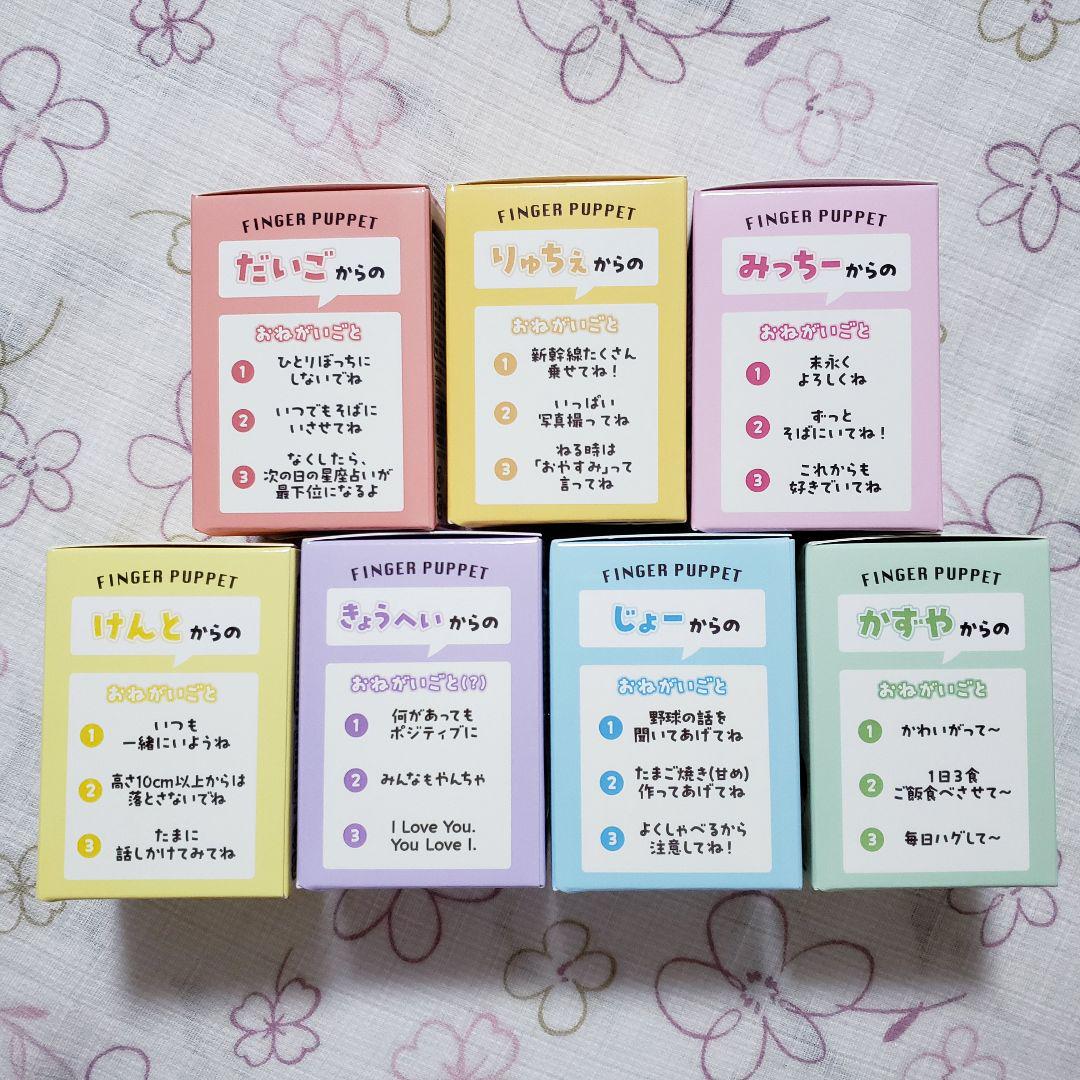 FINGER PUPPET
だいごからの
おねがいごと
1 ひとりぼっちに
しないでね
2 いつでもそばに
いさせてね
3 なくしたら、
次の日の星座占いが
最下位になるよ
FINGER PUPPET
りゅちぇからの
おねがいごと
1 新幹線たくさん
乗せてね!
2 いっぱい
写真撮ってね
3 ねる時は
「おやすみ」って
言ってね
FINGER PUPPET
みっちーからの
おねがいごと
1 末永く
よろしくね
2 ずっと
そばにいてね!
3 これからも
好きでいてね
FINGER PUPPET
けんとからの
おねがいごと
1 いつも
一緒にいようね
2 高さ10cm以上からは
落とさないでね
3 たまに
話しかけてみてね
FINGER PUPPET
きょうへいからの
おねがいごと(?)
1 何があっても
ポジティブに
2 みんなもやんちゃ
3 I Love You.
You Love I.
FINGER PUPPET
じょーからの
おねがいごと
1 野球の話を
聞いてあげてね
2 たまご焼き(甘め)
作ってあげてね
3 よくしゃべるから
注意してね!
FINGER PUPPET
かずやからの
おねがいごと
1 かわいがって〜
2 1日3食
ご飯食べさせて〜
3 毎日ハグして〜